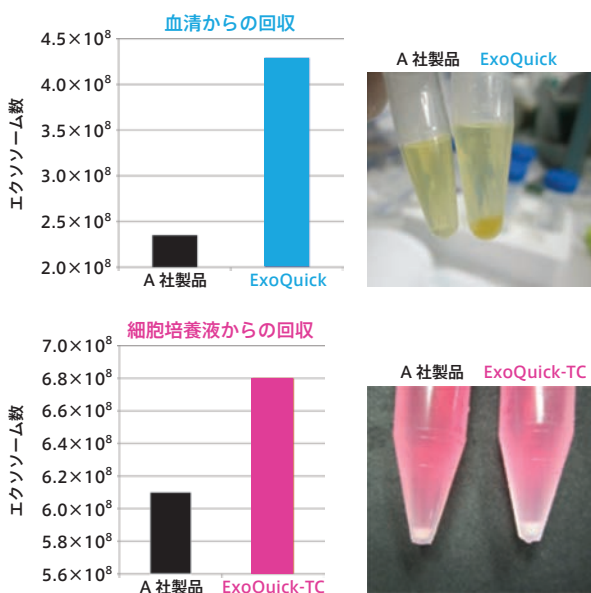 血清からの回収
エクソソーム数
4.5×10⁸
4.0×10⁸
3.5×10⁸
3.0×10⁸
2.5×10⁸
2.0×10⁸
A 社製品 ExoQuick
A 社製品 ExoQuick
細胞培養液からの回収
エクソソーム数
7.0×10⁸
6.8×10⁸
6.6×10⁸
6.4×10⁸
6.2×10⁸
6.0×10⁸
5.8×10⁸
5.6×10⁸
A 社製品 ExoQuick-TC
A 社製品 ExoQuick-TC